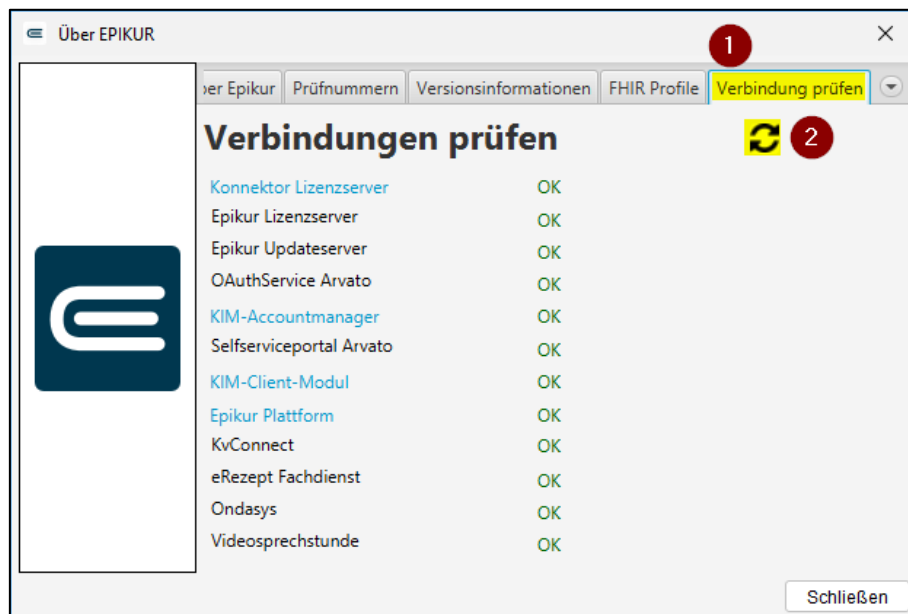 Über EPIKUR
1
ber Epikur Prüfnummern Versionsinformationen FHIR Profile Verbindung prüfen
Verbindungen prüfen 2
Konnektor Lizenzserver OK
Epikur Lizenzserver OK
Epikur Updateserver OK
OAuthService Arvato OK
KIM-Accountmanager OK
Selfserviceportal Arvato OK
KIM-Client-Modul OK
Epikur Plattform OK
KvConnect OK
eRezept Fachdienst OK
Ondasys OK
Videosprechstunde OK
Schließen